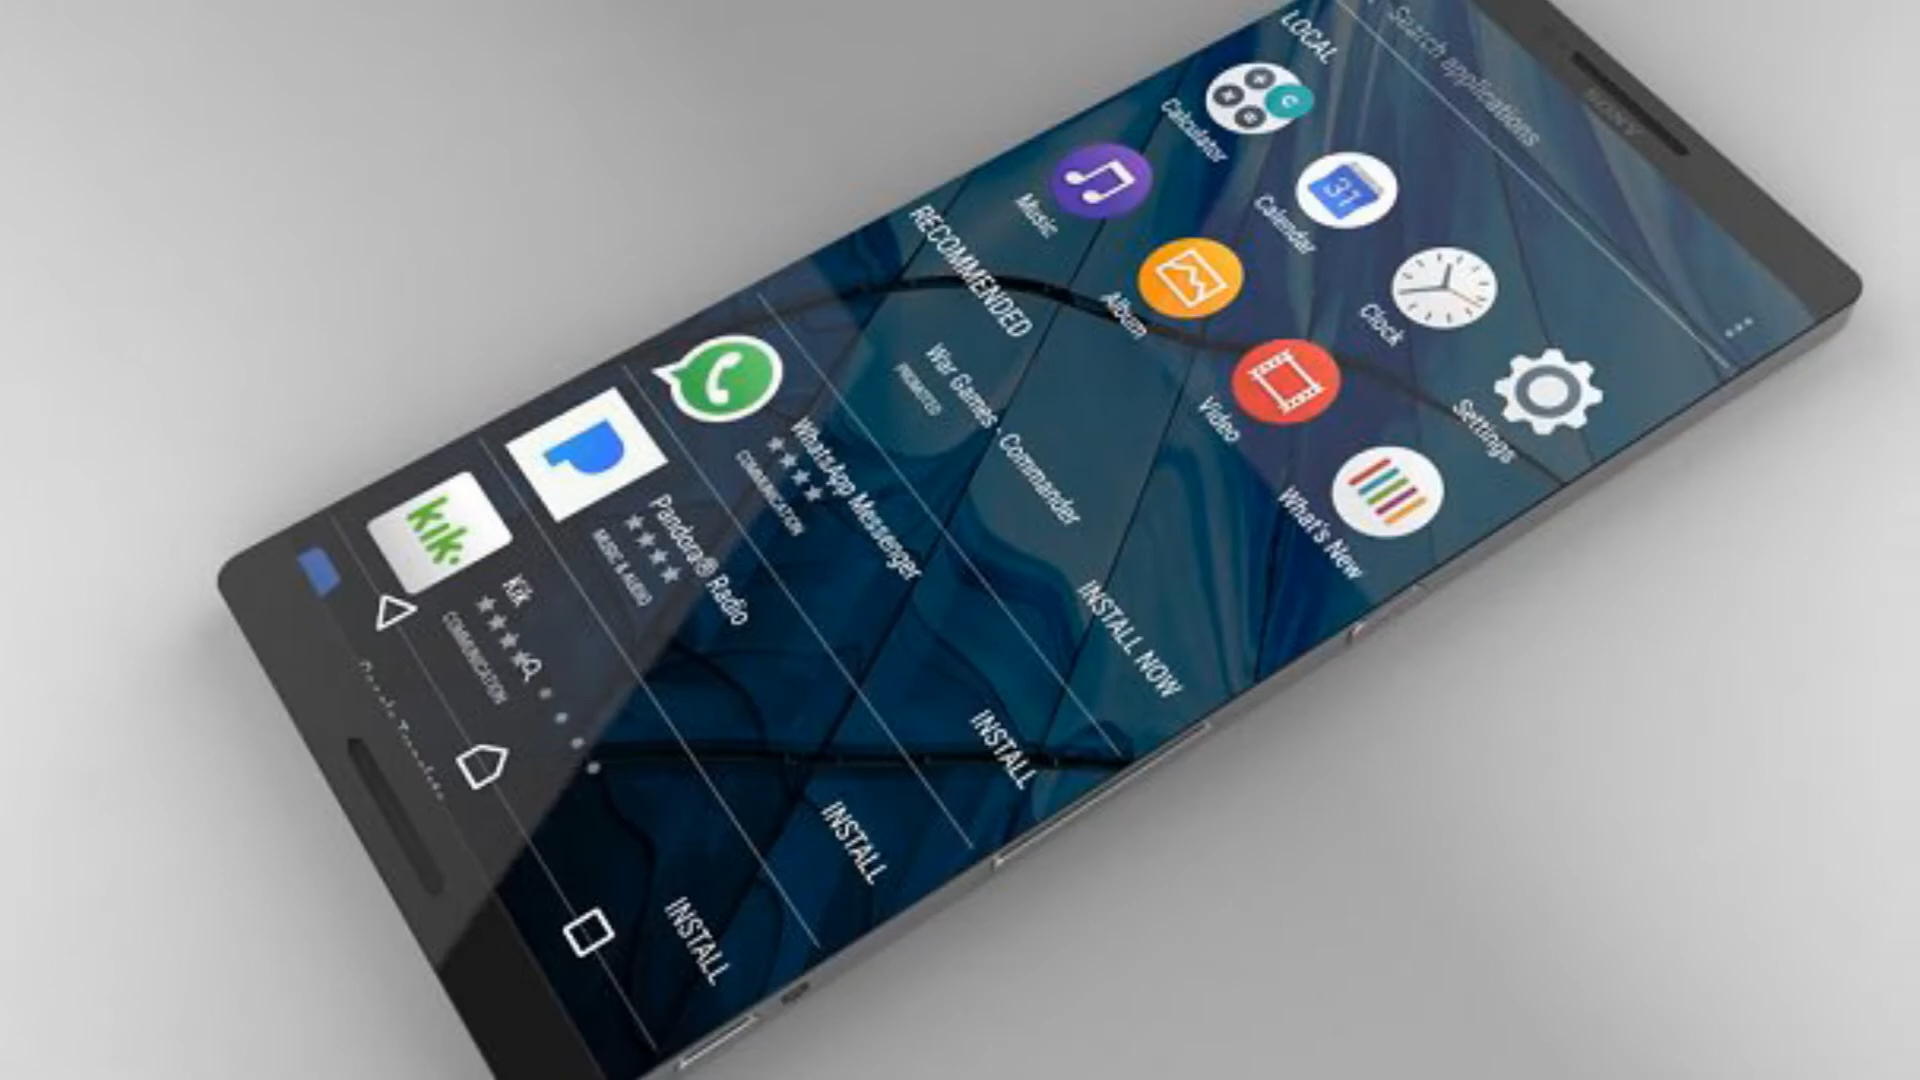 SONY
Search applications
LOCAL
Calculator
Calendar
Clock
Settings
Music
Album
Video
What's New
RECOMMENDED
War Games - Commander
PROMOTED
INSTALL NOW
WhatsApp Messenger
COMMUNICATION
INSTALL
Pandora® Radio
MUSIC & AUDIO
INSTALL
kik.
Kik
COMMUNICATION
INSTALL
31
C
P